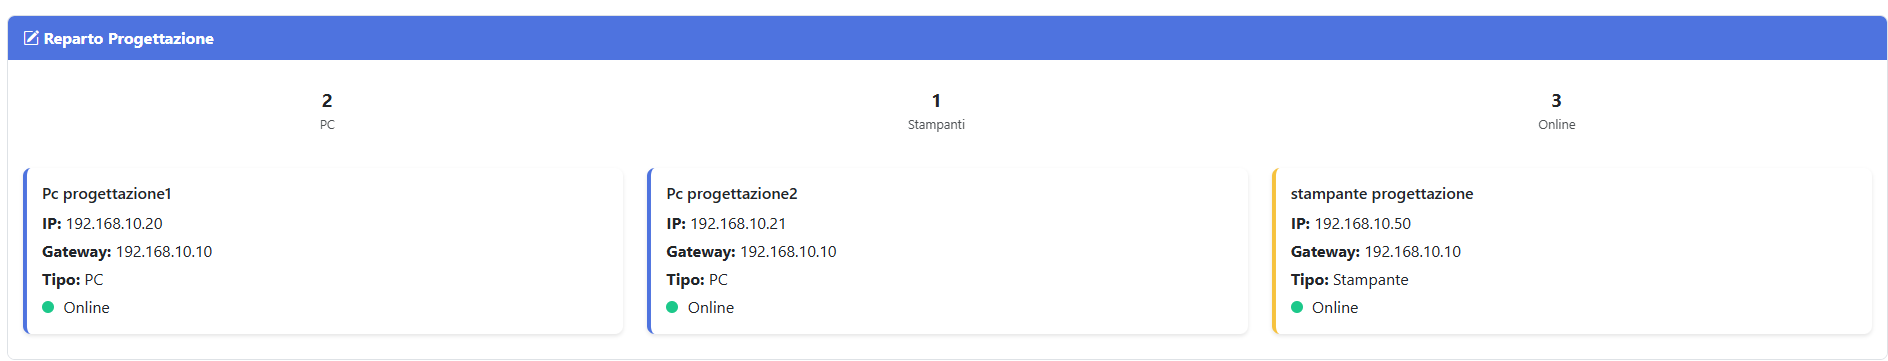 Reparto Progettazione
2
PC
1
Stampanti
3
Online
Pc progettazione1
IP: 192.168.10.20
Gateway: 192.168.10.10
Tipo: PC
Online
Pc progettazione2
IP: 192.168.10.21
Gateway: 192.168.10.10
Tipo: PC
Online
stampante progettazione
IP: 192.168.10.50
Gateway: 192.168.10.10
Tipo: Stampante
Online